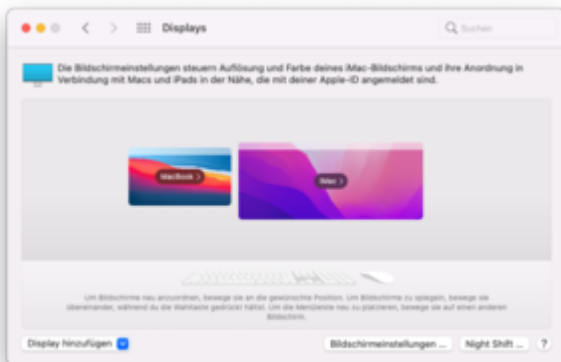 Displays
Suchen
Die Bildschirmeinstellungen steuern Auflösung und Farbe deines iMac-Bildschirms und ihre Anordnung in
Verbindung mit Macs und iPads in der Nähe, die mit deiner Apple-ID angemeldet sind.
MacBook >
iMac >
Um Bildschirme neu anzuordnen, bewege sie an die gewünschte Position. Um Bildschirme zu spiegeln, bewege sie
übereinander, während du die Wahltaste gedrückt hältst. Um die Menüleiste neu zu platzieren, bewege sie auf einen anderen
Bildschirm.
Display hinzufügen
Bildschirmeinstellungen ...
Night Shift ...
?